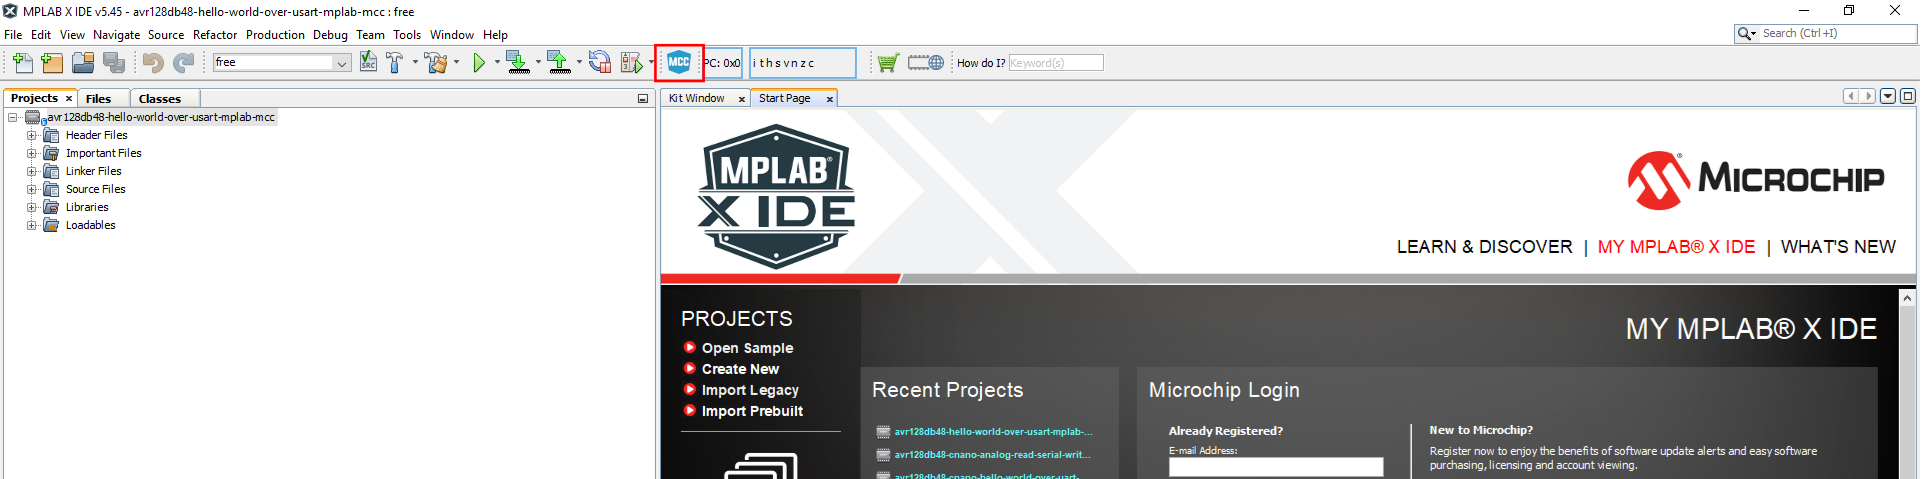 MPLAB X IDE v5.45 - avr128db48-hello-world-over-usart-mplab-mcc : free
File Edit View Navigate Source Refactor Production Debug Team Tools Window Help
Search (Ctrl+I)
free
SRC
MCC
PC: 0x0
i t h s v n z c
How do I? Keyword(s)
Projects Files Classes
Kit Window Start Page
avr128db48-hello-world-over-usart-mplab-mcc
Header Files
Important Files
Linker Files
Source Files
Libraries
Loadables
MPLAB®
X IDE
MICROCHIP
LEARN & DISCOVER | MY MPLAB® X IDE | WHAT'S NEW
PROJECTS
Open Sample
Create New
Import Legacy
Import Prebuilt
MY MPLAB® X IDE
Recent Projects
avr128db48-hello-world-over-usart-mplab-...
avr128db48-cnano-analog-read-serial-writ...
avr128db48-cnano-hello-world-over-uart-
Microchip Login
Already Registered?
E-mail Address:
New to Microchip?
Register now to enjoy the benefits of software update alerts and easy software
purchasing, licensing and account viewing.